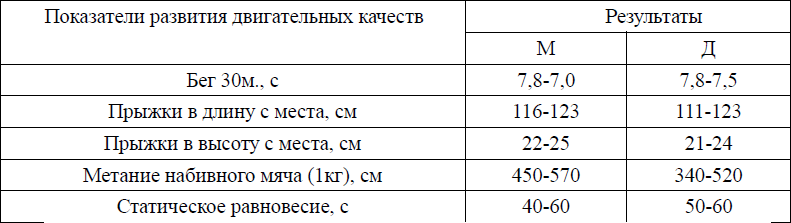 Показатели развития двигательных качеств Результаты
М Д
Бег 30м., с 7,8-7,0 7,8-7,5
Прыжки в длину с места, см 116-123 111-123
Прыжки в высоту с места, см 22-25 21-24
Метание набивного мяча (1кг), см 450-570 340-520
Статическое равновесие, с 40-60 50-60